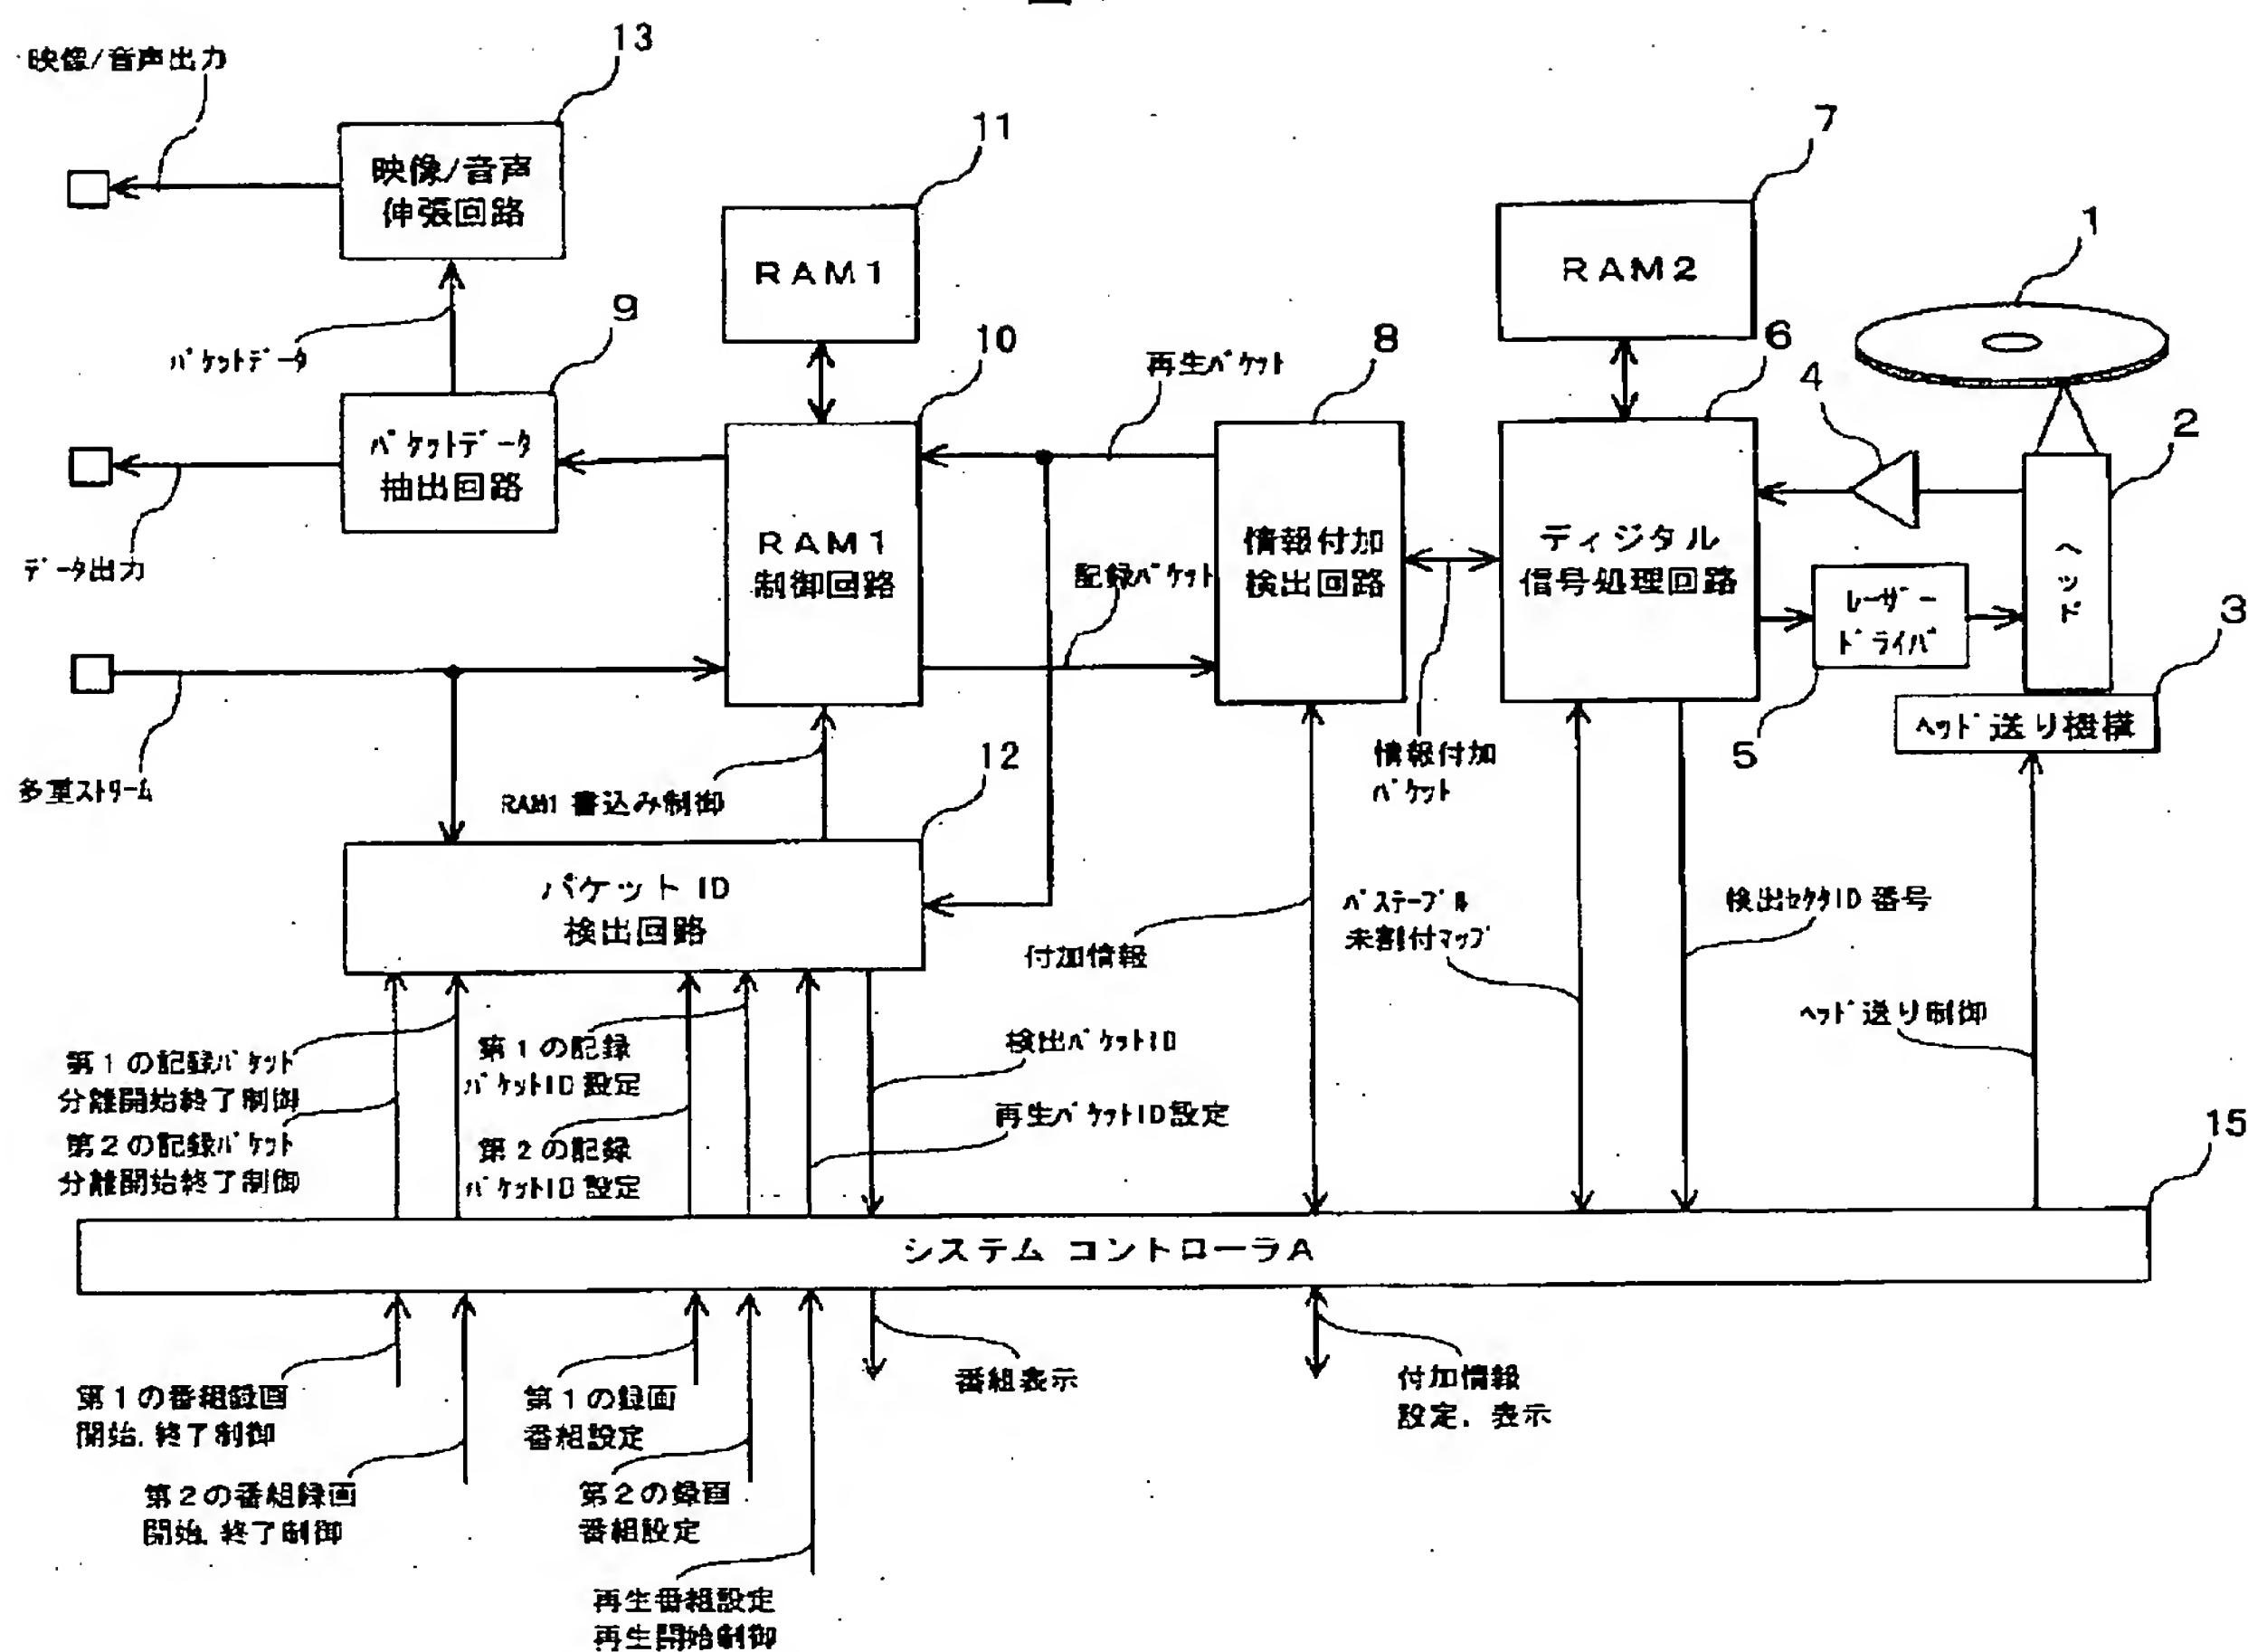 映像/音声出力
13
映像/音声
伸張回路
11
RAM1
7
RAM2
1
パケットデータ
9
パケットデータ
抽出回路
データ出力
10
RAM1
制御回路
再生パケット
記録パケット
8
情報付加
検出回路
6
ディジタル
信号処理回路
4
2
ヘッド
レーザー
ドライバ
5
3
ヘッド送り機構
多重ストリーム
RAM1書込み制御
12
情報付加
パケット
パケットID
検出回路
付加情報
パステーブル
未割付マップ
検出セクタID番号
ヘッド送り制御
第1の記録パケット
分離開始終了制御
第2の記録パケット
分離開始終了制御
第1の記録
パケットID設定
第2の記録
パケットID設定
検出パケットID
再生パケットID設定
15
システム コントローラA
第1の番組録画
開始,終了制御
第2の番組録画
開始,終了制御
第1の録画
番組設定
第2の録画
番組設定
再生番組設定
再生開始制御
番組表示
付加情報
設定,表示